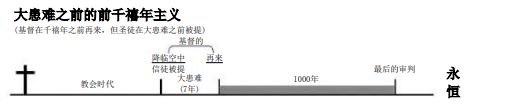 大患难之前的前千禧年主义
(基督在千禧年之前再来，但圣徒在大患难之前被提)
基督的
降临空中 再来
信徒被提
教会时代
大患难
(7年)
1000年
最后的审判
永
恒